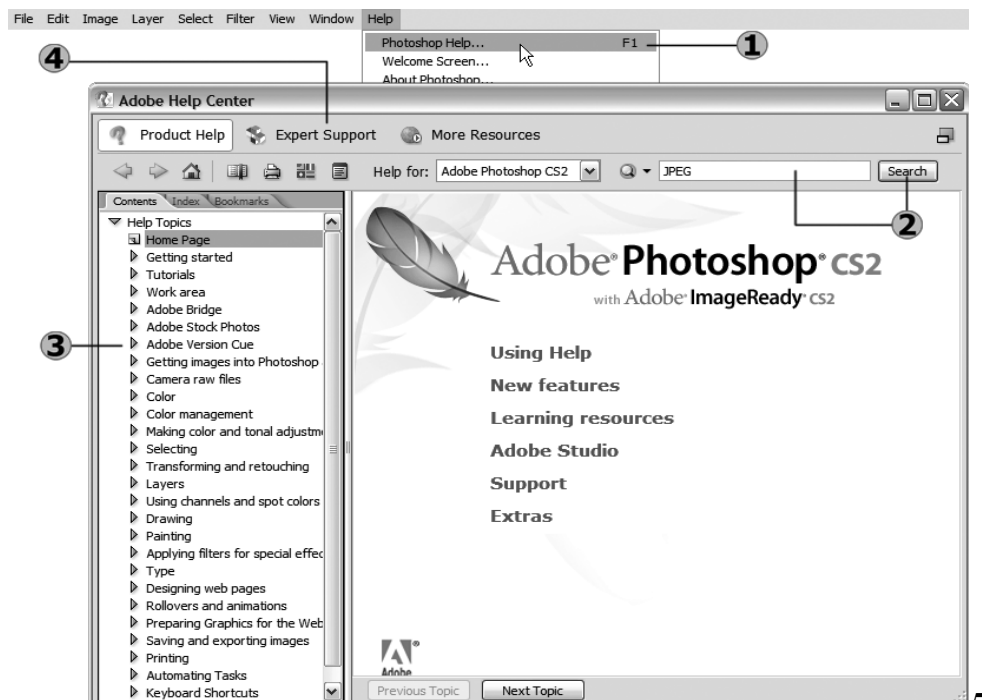 File Edit Image Layer Select Filter View Window Help
Photoshop Help... F1
1
Welcome Screen...
About Photoshop...
4
Adobe Help Center
Product Help Expert Support More Resources
Help for: Adobe Photoshop CS2 JPEG Search
2
Contents Index Bookmarks
Help Topics
Home Page
Getting started
Tutorials
Work area
Adobe Bridge
Adobe Stock Photos
3
Adobe Version Cue
Getting images into Photoshop
Camera raw files
Color
Color management
Making color and tonal adjustm
Selecting
Transforming and retouching
Layers
Using channels and spot colors
Drawing
Painting
Applying filters for special effec
Type
Designing web pages
Rollovers and animations
Preparing Graphics for the Web
Saving and exporting images
Printing
Automating Tasks
Keyboard Shortcuts
Adobe® Photoshop® CS2
with Adobe® ImageReady® CS2
Using Help
New features
Learning resources
Adobe Studio
Support
Extras
Adobe
Previous Topic Next Topic